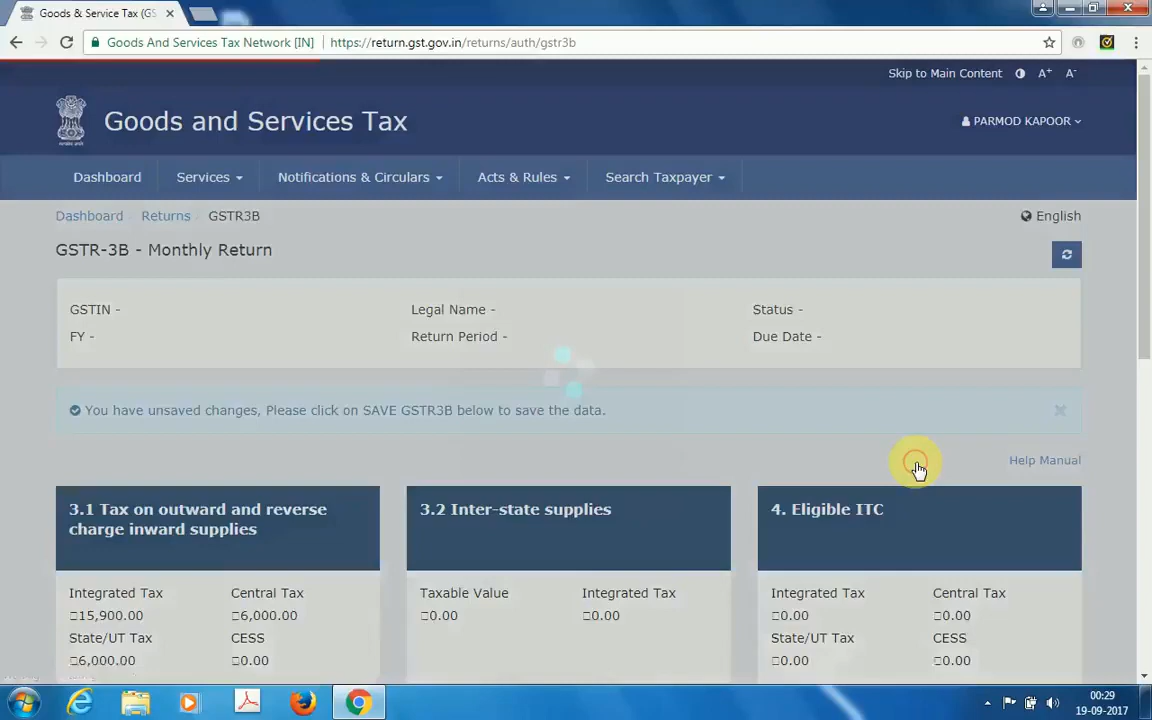 Goods & Service Tax (GS
Goods And Services Tax Network [IN] https://return.gst.gov.in/returns/auth/gstr3b
Skip to Main Content A+ A-
Goods and Services Tax
PARMOD KAPOOR
Dashboard Services Notifications & Circulars Acts & Rules Search Taxpayer
Dashboard Returns GSTR3B English
GSTR-3B - Monthly Return
GSTIN - Legal Name - Status -
FY - Return Period - Due Date -
You have unsaved changes, Please click on SAVE GSTR3B below to save the data.
Help Manual
3.1 Tax on outward and reverse
charge inward supplies
3.2 Inter-state supplies
4. Eligible ITC
Integrated Tax Central Tax Taxable Value Integrated Tax Integrated Tax Central Tax
15,900.00 6,000.00 0.00 0.00 0.00 0.00
State/UT Tax CESS State/UT Tax CESS
6,000.00 0.00 0.00 0.00
00:29
19-09-2017